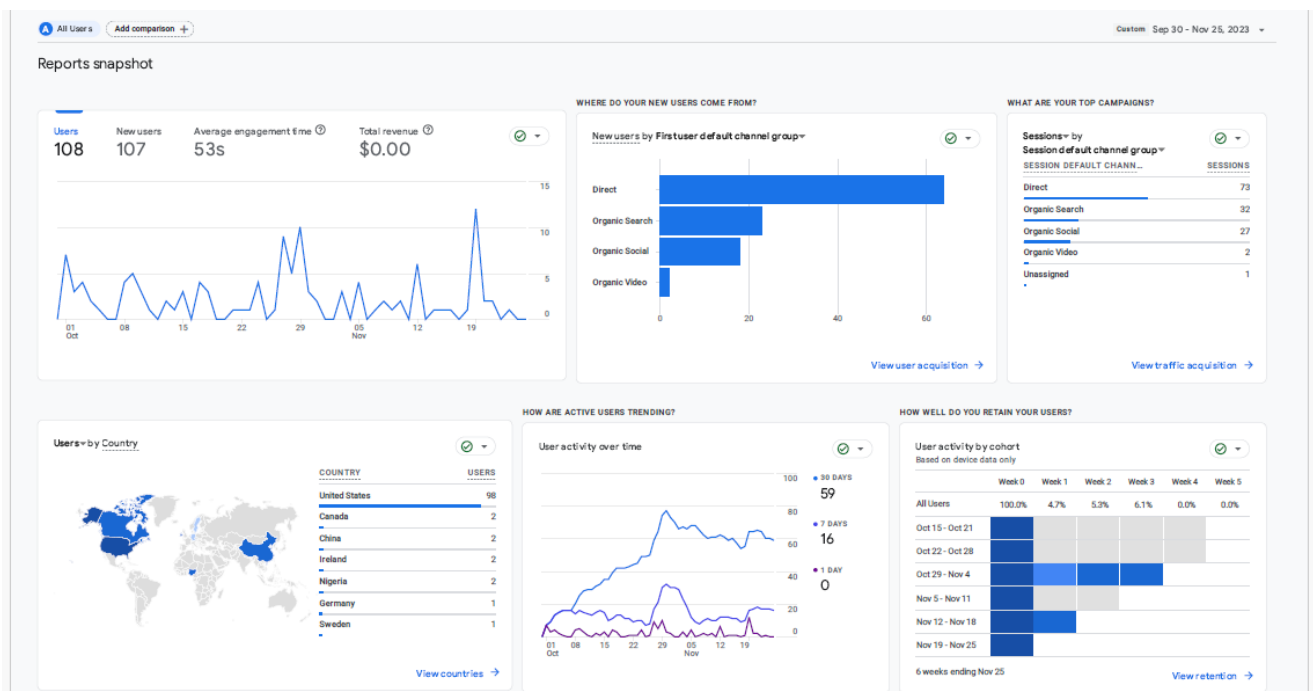 A All Users Add comparison +
Custom Sep 30 - Nov 25, 2023
Reports snapshot
Users New users Average engagement time Total revenue
108 107 53s $0.00
15
10
5
0
01 08 15 22 29 05 12 19
Oct Nov
WHERE DO YOUR NEW USERS COME FROM?
New users by First user default channel group
Direct
Organic Search
Organic Social
Organic Video
0 20 40 60
View user acquisition →
WHAT ARE YOUR TOP CAMPAIGNS?
Sessions by
Session default channel group
SESSION DEFAULT CHANN... SESSIONS
Direct 73
Organic Search 32
Organic Social 27
Organic Video 2
Unassigned 1
View traffic acquisition →
Users by Country
COUNTRY USERS
United States 98
Canada 2
China 2
Ireland 2
Nigeria 2
Germany 1
Sweden 1
View countries →
HOW ARE ACTIVE USERS TRENDING?
User activity over time
100
80
60
40
20
0
01 08 15 22 29 05 12 19
Oct Nov
30 DAYS
59
7 DAYS
16
1 DAY
0
HOW WELL DO YOU RETAIN YOUR USERS?
User activity by cohort
Based on device data only
Week 0 Week 1 Week 2 Week 3 Week 4 Week 5
All Users 100.0% 4.7% 5.3% 6.1% 0.0% 0.0%
Oct 15 - Oct 21
Oct 22 - Oct 28
Oct 29 - Nov 4
Nov 5 - Nov 11
Nov 12 - Nov 18
Nov 19 - Nov 25
6 weeks ending Nov 25
View retention →